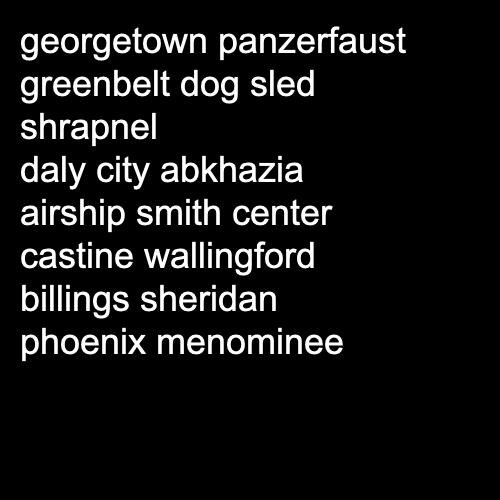 georgetown panzerfaust
greenbelt dog sled
shrapnel
daly city abkhazia
airship smith center
castine wallingford
billings sheridan
phoenix menominee